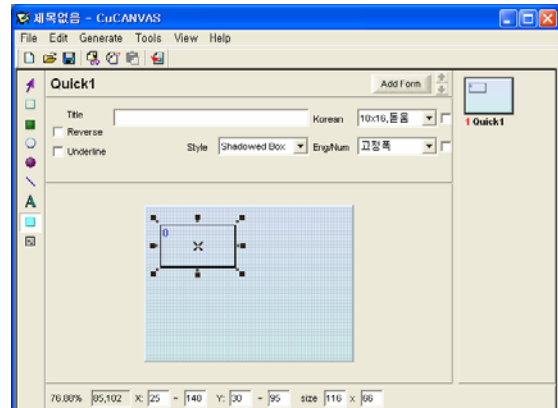 제목없음 - CuCANVAS
File Edit Generate Tools View Help
Quick1
Add Form
Title
Korean 10x16,돋움
Reverse
Underline
Style Shadowed Box
Eng/Num 고정폭
1 Quick1
A
0
76.88% 85,102 X: 25 ~ 140 Y: 30 ~ 95 size 116 x 66